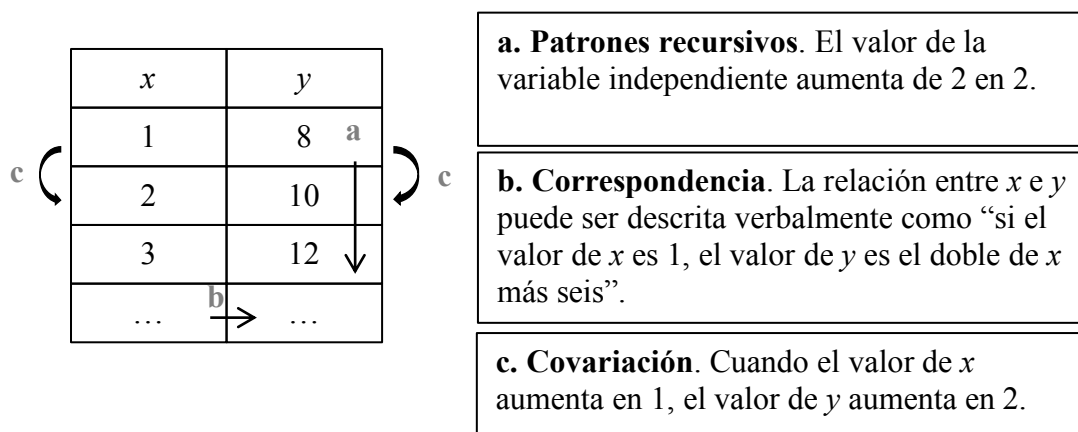 x y
1 8 a
c c
2 10
3 12
b
… …
a. Patrones recursivos. El valor de la
variable independiente aumenta de 2 en 2.
b. Correspondencia. La relación entre x e y
puede ser descrita verbalmente como “si el
valor de x es 1, el valor de y es el doble de x
más seis”.
c. Covariación. Cuando el valor de x
aumenta en 1, el valor de y aumenta en 2.